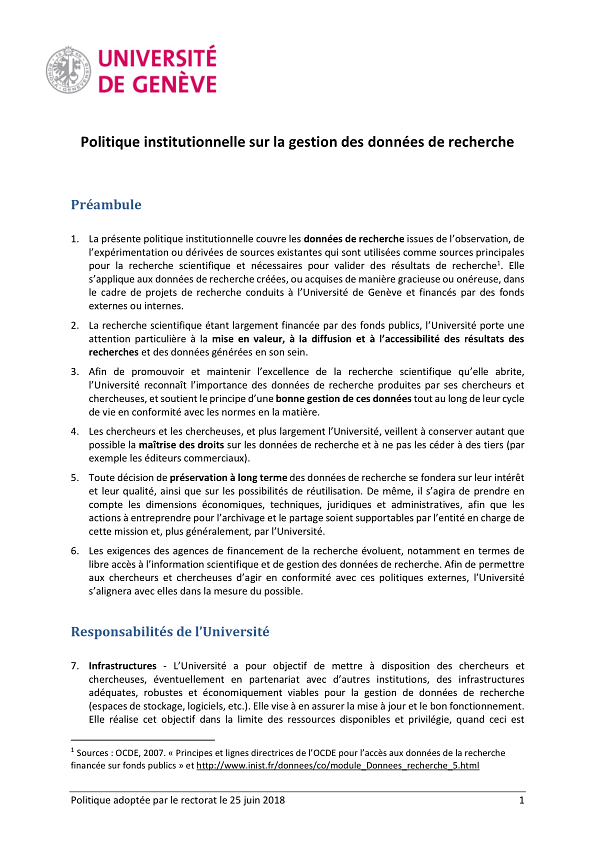 UNIVERSITÉ
DE GENÈVE
Politique institutionnelle sur la gestion des données de recherche
Préambule
1. La présente politique institutionnelle couvre les données de recherche issues de l’observation, de
l’expérimentation ou dérivées de sources existantes qui sont utilisées comme sources principales
pour la recherche scientifique et nécessaires pour valider des résultats de recherche1. Elle
s’applique aux données de recherche créées, ou acquises de manière gracieuse ou onéreuse, dans
le cadre de projets de recherche conduits à l’Université de Genève et financés par des fonds
externes ou internes.
2. La recherche scientifique étant largement financée par des fonds publics, l’Université porte une
attention particulière à la mise en valeur, à la diffusion et à l’accessibilité des résultats des
recherches et des données générées en son sein.
3. Afin de promouvoir et maintenir l’excellence de la recherche scientifique qu’elle abrite,
l’Université reconnaît l’importance des données de recherche produites par ses chercheurs et
chercheuses, et soutient le principe d’une bonne gestion de ces données tout au long de leur cycle
de vie en conformité avec les normes en la matière.
4. Les chercheurs et les chercheuses, et plus largement l’Université, veillent à conserver autant que
possible la maîtrise des droits sur les données de recherche et à ne pas les céder à des tiers (par
exemple les éditeurs commerciaux).
5. Toute décision de préservation à long terme des données de recherche se fondera sur leur intérêt
et leur qualité, ainsi que sur les possibilités de réutilisation. De même, il s’agira de prendre en
compte les dimensions économiques, techniques, juridiques et administratives, afin que les
actions à entreprendre pour l’archivage et le partage soient supportables par l’entité en charge de
cette mission et, plus généralement, par l’Université.
6. Les exigences des agences de financement de la recherche évoluent, notamment en termes de
libre accès à l’information scientifique et de gestion des données de recherche. Afin de permettre
aux chercheurs et chercheuses d’agir en conformité avec ces politiques externes, l’Université
s’alignera avec elles dans la mesure du possible.
Responsabilités de l’Université
7. Infrastructures - L’Université a pour objectif de mettre à disposition des chercheurs et
chercheuses, éventuellement en partenariat avec d’autres institutions, des infrastructures
adéquates, robustes et économiquement viables pour la gestion de données de recherche
(espaces de stockage, logiciels, etc.). Elle vise à en assurer la mise à jour et le bon fonctionnement.
Elle réalise cet objectif dans la limite des ressources disponibles et privilégie, quand ceci est
1 Sources : OCDE, 2007. « Principes et lignes directrices de l’OCDE pour l’accès aux données de la recherche
financée sur fonds publics » et http://www.inist.fr/donnees/co/module_Donnees_recherche_5.html
Politique adoptée par le rectorat le 25 juin 2018 1